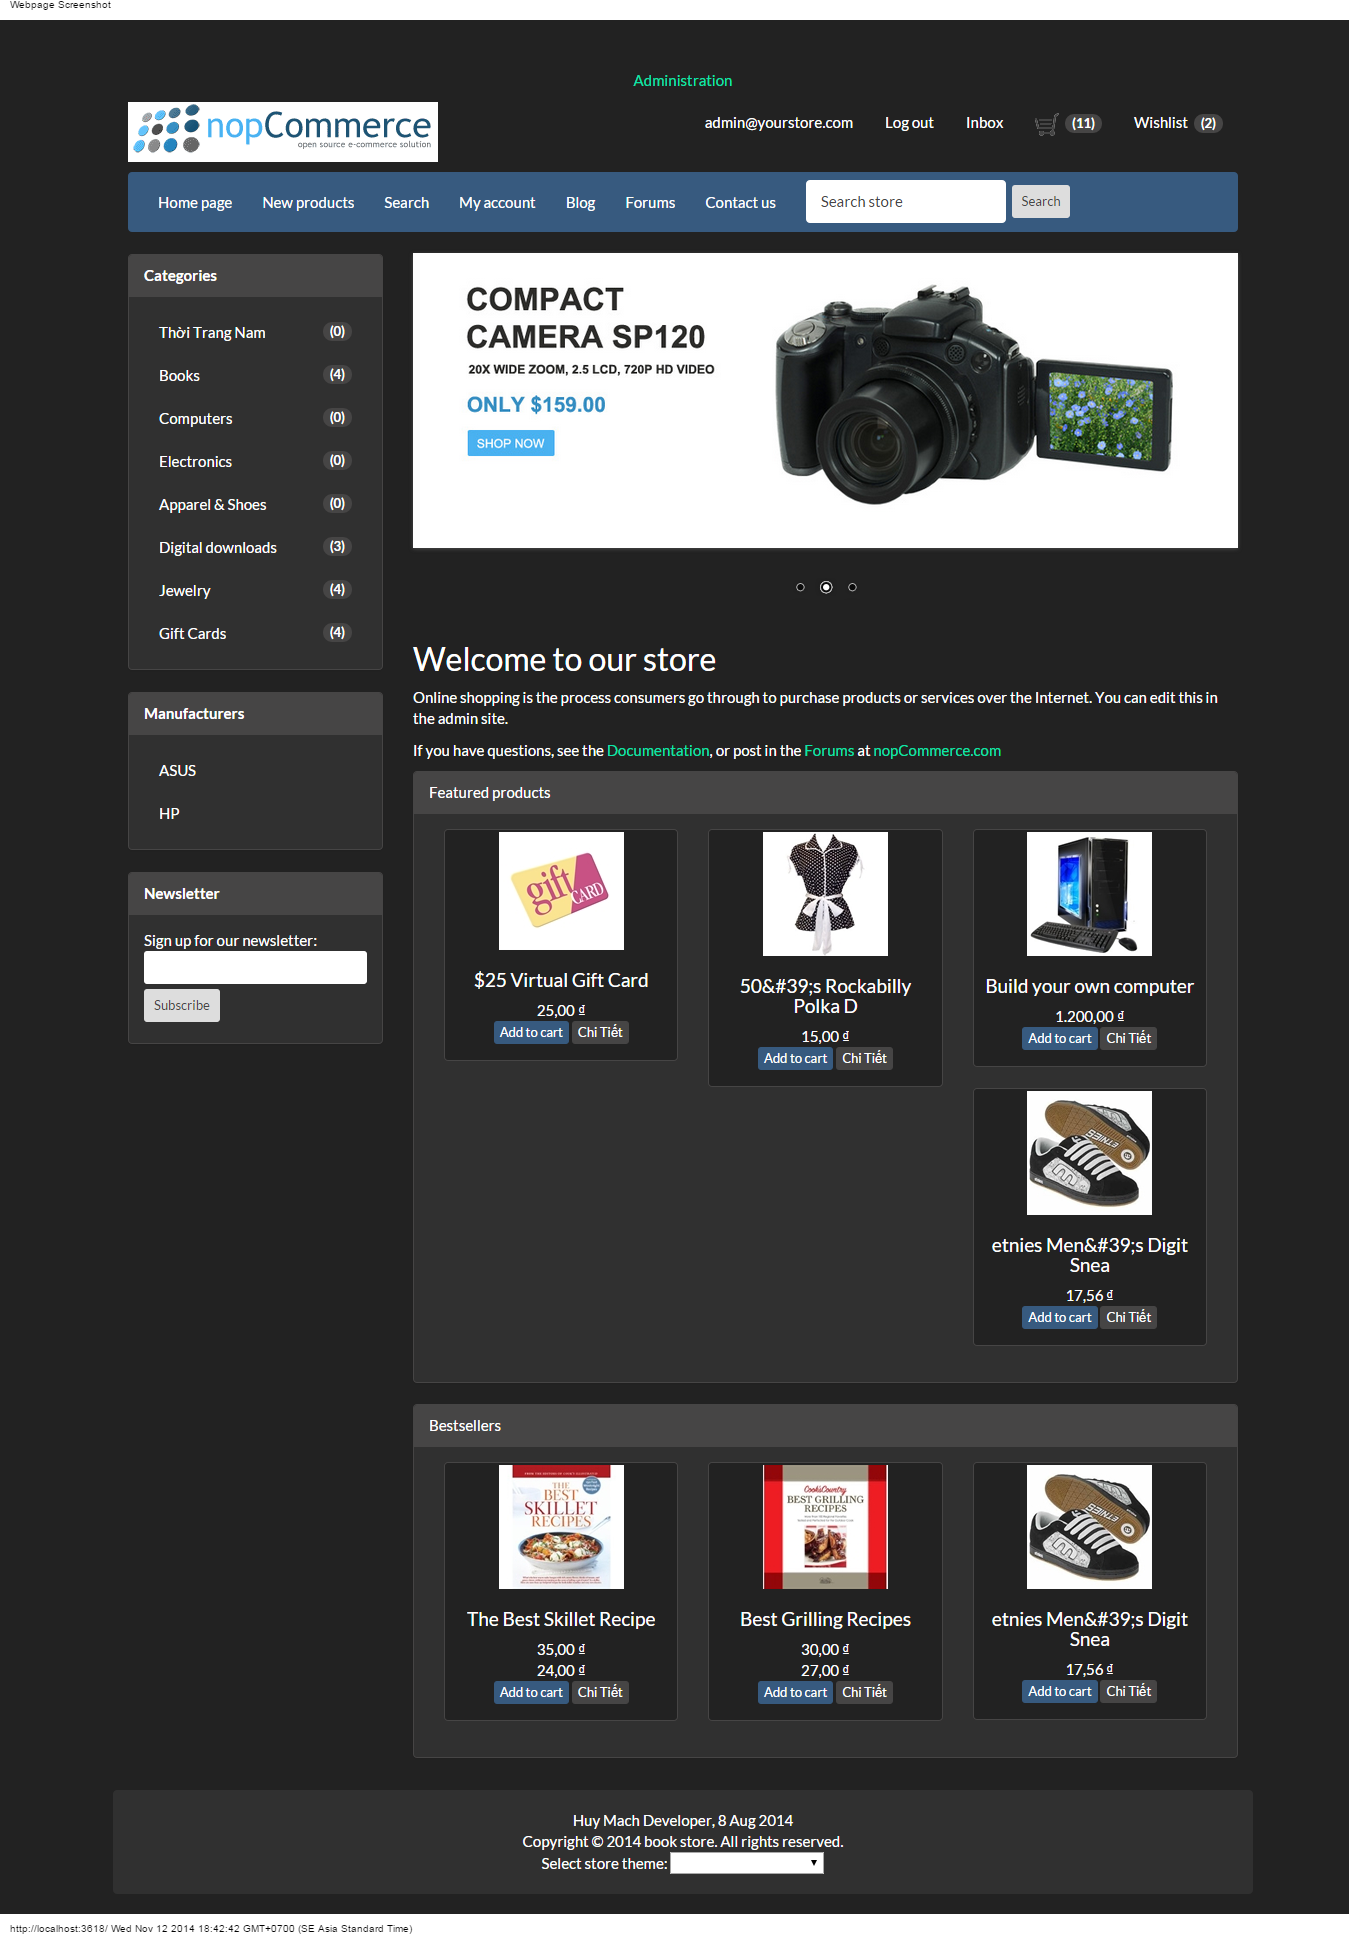 Webpage Screenshot
Administration
nopCommerce
open source e-commerce solution
admin@yourstore.com Log out Inbox (11) Wishlist (2)
Home page New products Search My account Blog Forums Contact us Search store Search
Categories
Thời Trang Nam (0)
Books (4)
Computers (0)
Electronics (0)
Apparel & Shoes (0)
Digital downloads (3)
Jewelry (4)
Gift Cards (4)
Manufacturers
ASUS
HP
Newsletter
Sign up for our newsletter:
Subscribe
COMPACT
CAMERA SP120
20X WIDE ZOOM, 2.5 LCD, 720P HD VIDEO
ONLY $159.00
SHOP NOW
Welcome to our store
Online shopping is the process consumers go through to purchase products or services over the Internet. You can edit this in
the admin site.
If you have questions, see the Documentation, or post in the Forums at nopCommerce.com
Featured products
gift
CARD
$25 Virtual Gift Card
25,00 ₫
Add to cart Chi Tiết
50&#39;s Rockabilly
Polka D
15,00 ₫
Add to cart Chi Tiết
Build your own computer
1.200,00 ₫
Add to cart Chi Tiết
ETNIES
etnies Men&#39;s Digit
Snea
17,56 ₫
Add to cart Chi Tiết
Bestsellers
THE
BEST
SKILLET
RECIPES
The Best Skillet Recipe
35,00 ₫
24,00 ₫
Add to cart Chi Tiết
Cook's Country
BEST GRILLING
RECIPES
Best Grilling Recipes
30,00 ₫
27,00 ₫
Add to cart Chi Tiết
ETNIES
etnies Men&#39;s Digit
Snea
17,56 ₫
Add to cart Chi Tiết
Huy Mach Developer, 8 Aug 2014
Copyright © 2014 book store. All rights reserved.
Select store theme:
http://localhost:3618/ Wed Nov 12 2014 18:42:42 GMT+0700 (SE Asia Standard Time)